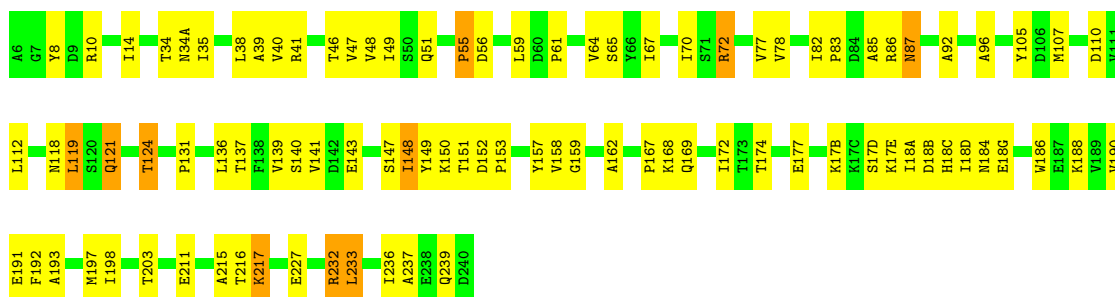 A6 G7 Y8 D9 R10 I14 T34 N34A I35 L38 A39 V40 R41 T46 V47 V48 I49 S50 Q51 P55 D56 L59 D60 P61 V64 S65 Y66 I67 I70 S71 R72 V77 V78 I82 P83 D84 A85 R86 N87 A92 A96 Y105 D106 M107 D110
L112 N118 L119 S120 Q121 T124 P131 L136 T137 F138 V139 S140 V141 D142 E143 S147 I148 Y149 K150 T151 D152 P153 Y157 V158 G159 A162 P167 K168 Q169 I172 T173 T174 E177 K17B K17C S17D K17E I18A D18B H18C I18D N184 E18G W186 E187 K188 V189
E191 F192 A193 M197 I198 T203 E211 A215 T216 K217 E227 R232 L233 I236 A237 E238 Q239 D240